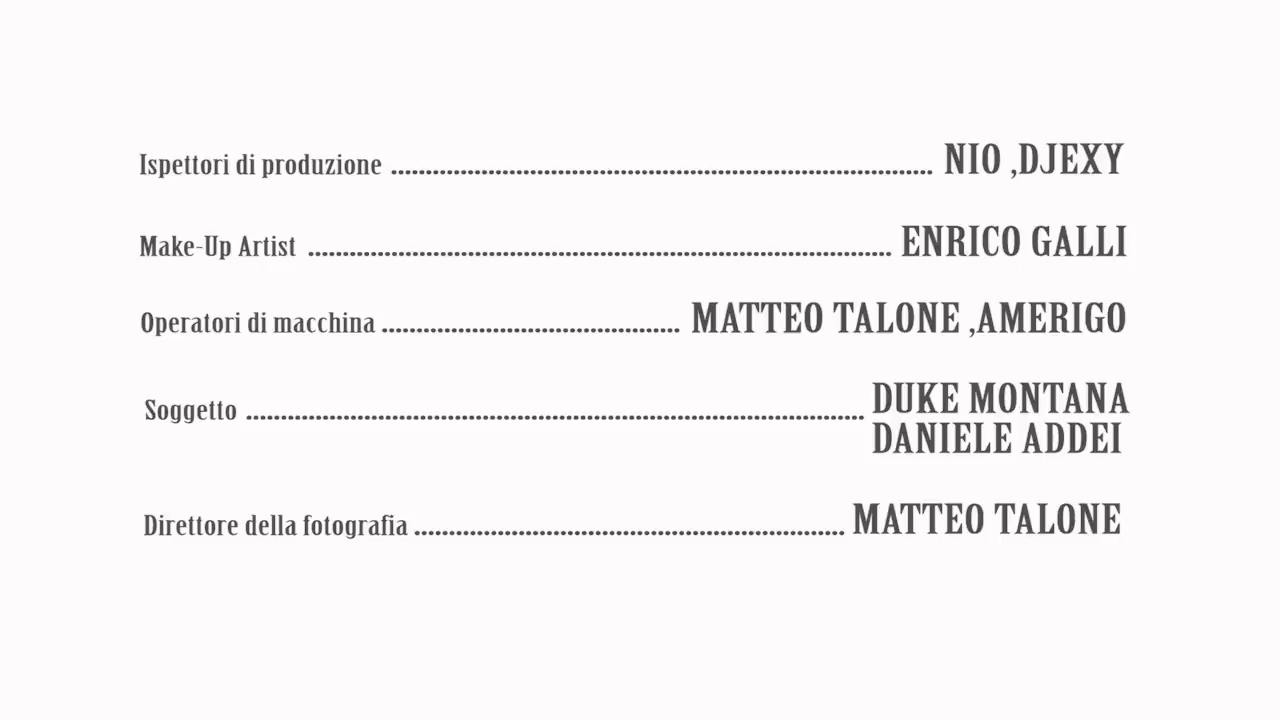 Ispettori di produzione ........................................ NIO ,DJEXY
Make-Up Artist ........................................ ENRICO GALLI
Operatori di macchina ........................................ MATTEO TALONE ,AMERIGO
Soggetto ........................................ DUKE MONTANA
DANIELE ADDEI
Direttore della fotografia ........................................ MATTEO TALONE